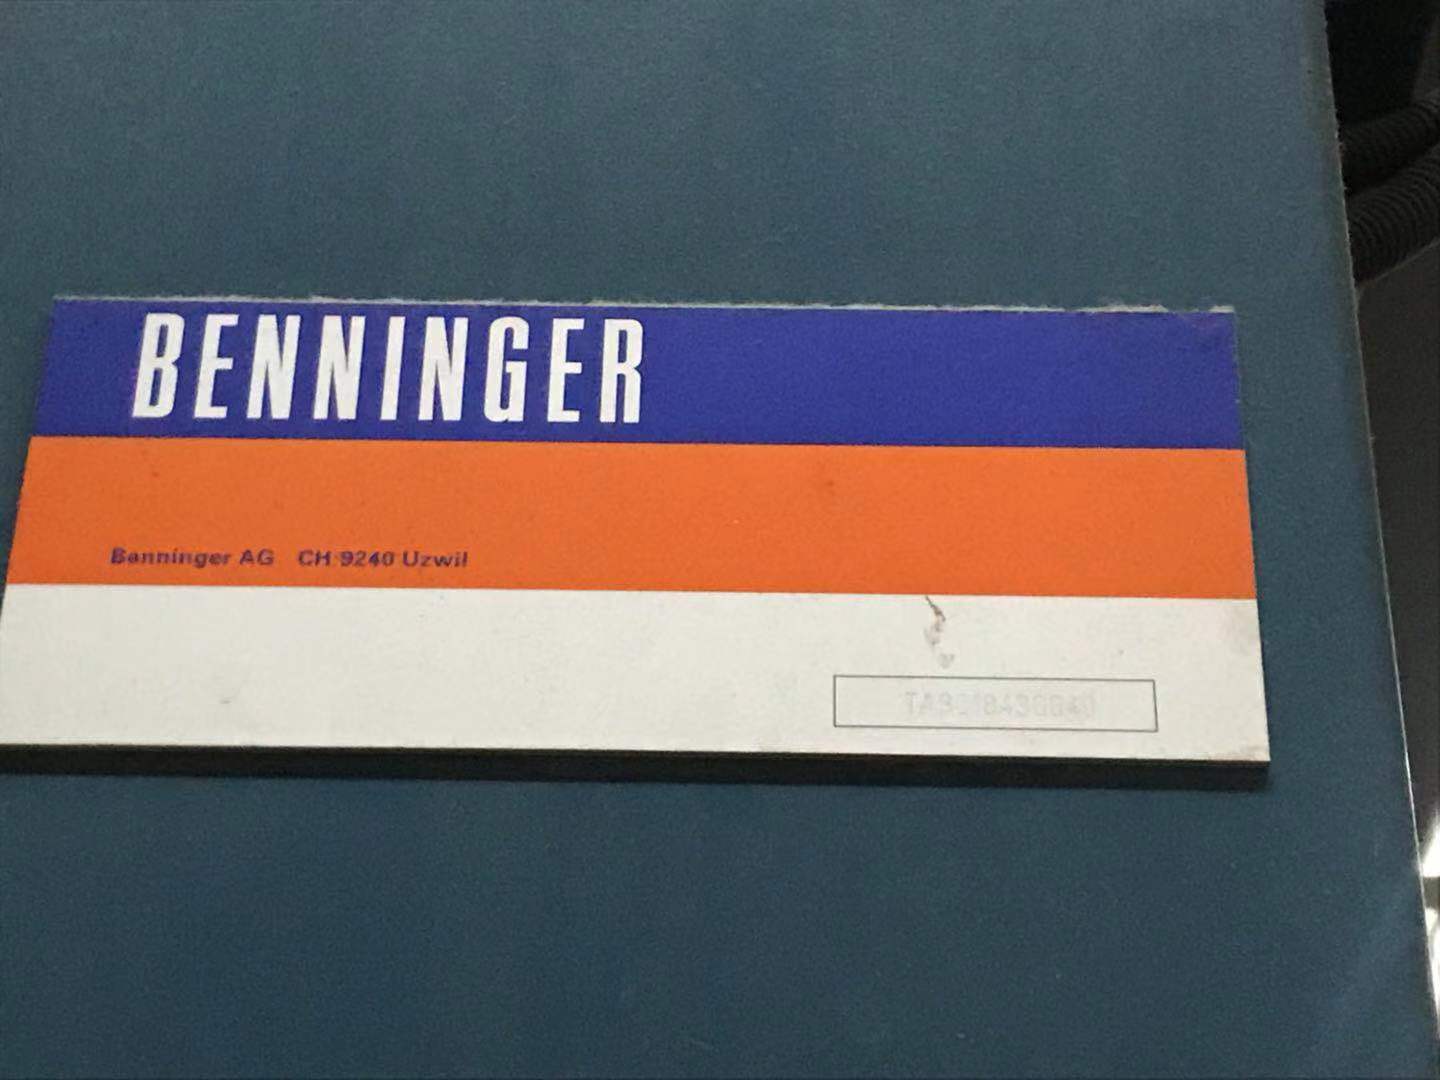 BENNINGER
Benninger AG CH 9240 Uzwil